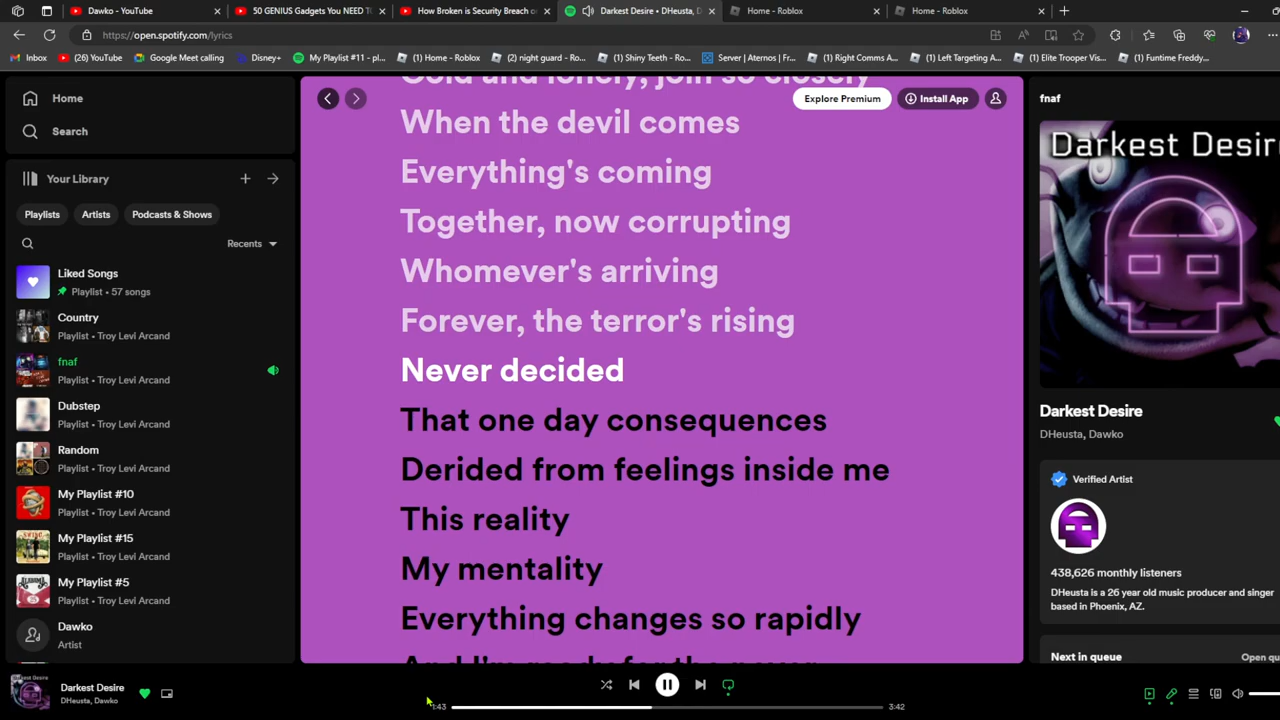 Dawko - YouTube
50 GENIUS Gadgets You NEED T
How Broken is Security Breach o
Darkest Desire • DHeusta, D
Home - Roblox
Home - Roblox
https://open.spotify.com/lyrics
Inbox
(26) YouTube
Google Meet calling
Disney+
My Playlist #11 - pl...
(1) Home - Roblox
(2) night guard - Ro...
(1) Shiny Teeth - Ro...
Server | Aternos | Fr...
(1) Right Comms A...
(1) Left Targeting A...
(1) Elite Trooper Vis...
(1) Funtime Freddy...
Home
Search
Your Library
Playlists
Artists
Podcasts & Shows
Recents
Liked Songs
Playlist • 57 songs
Country
Playlist • Troy Levi Arcand
fnaf
Playlist • Troy Levi Arcand
Dubstep
Playlist • Troy Levi Arcand
Random
Playlist • Troy Levi Arcand
My Playlist #10
Playlist • Troy Levi Arcand
My Playlist #15
Playlist • Troy Levi Arcand
My Playlist #5
Playlist • Troy Levi Arcand
Dawko
Artist
Explore Premium
Install App
Cold and lonely, join so closely
When the devil comes
Everything's coming
Together, now corrupting
Whomever's arriving
Forever, the terror's rising
Never decided
That one day consequences
Derided from feelings inside me
This reality
My mentality
Everything changes so rapidly
fnaf
Darkest Desir
Darkest Desire
DHeusta, Dawko
Verified Artist
438,626 monthly listeners
DHeusta is a 26 year old music producer and singer
based in Phoenix, AZ.
Next in queue
Open qu
Darkest Desire
DHeusta, Dawko
1:43
3:42